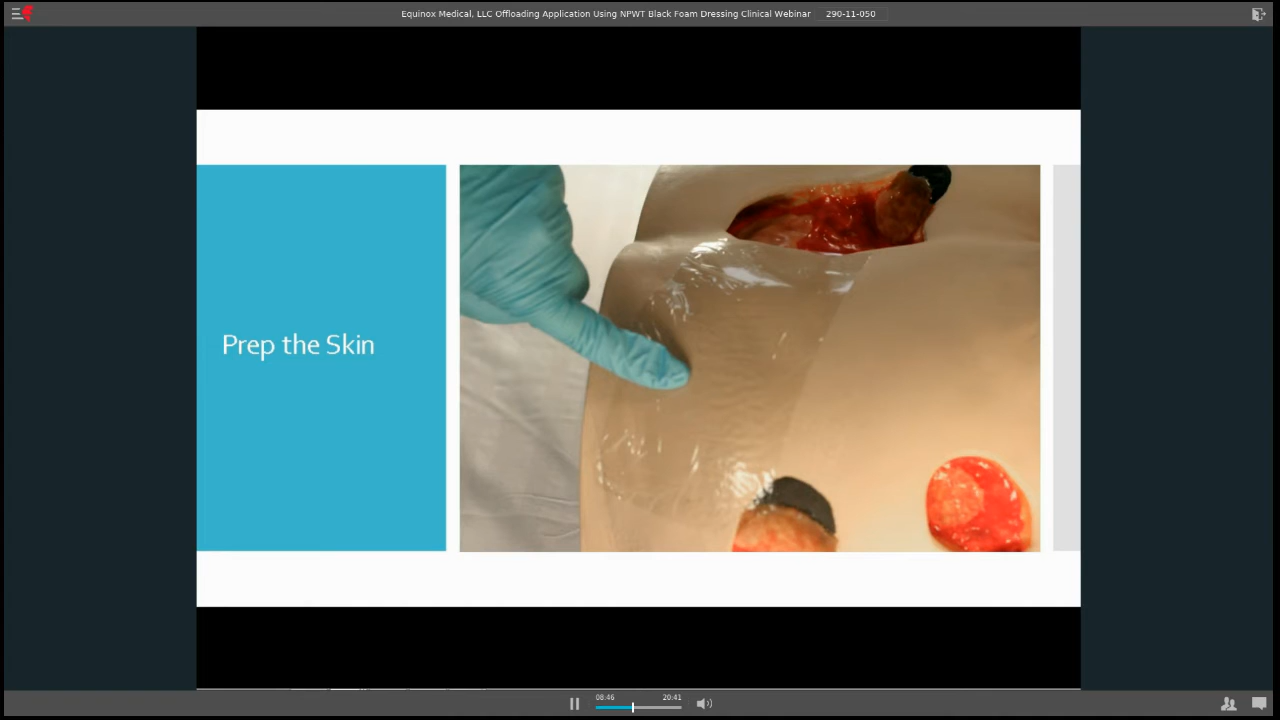 Equinox Medical, LLC Offloading Application Using NPWT Black Foam Dressing Clinical Webinar 290-11-050
Prep the Skin
08:46 20:41